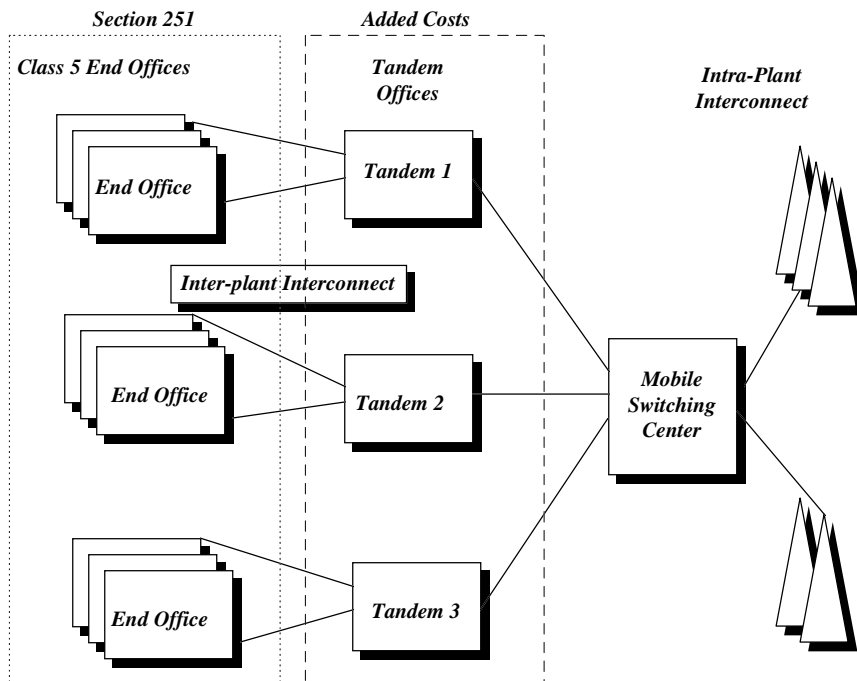 Section 251
Added Costs
Class 5 End Offices
Tandem
Offices
Intra-Plant
Interconnect
End Office
Tandem 1
Inter-plant Interconnect
End Office
Tandem 2
Mobile
Switching
Center
End Office
Tandem 3